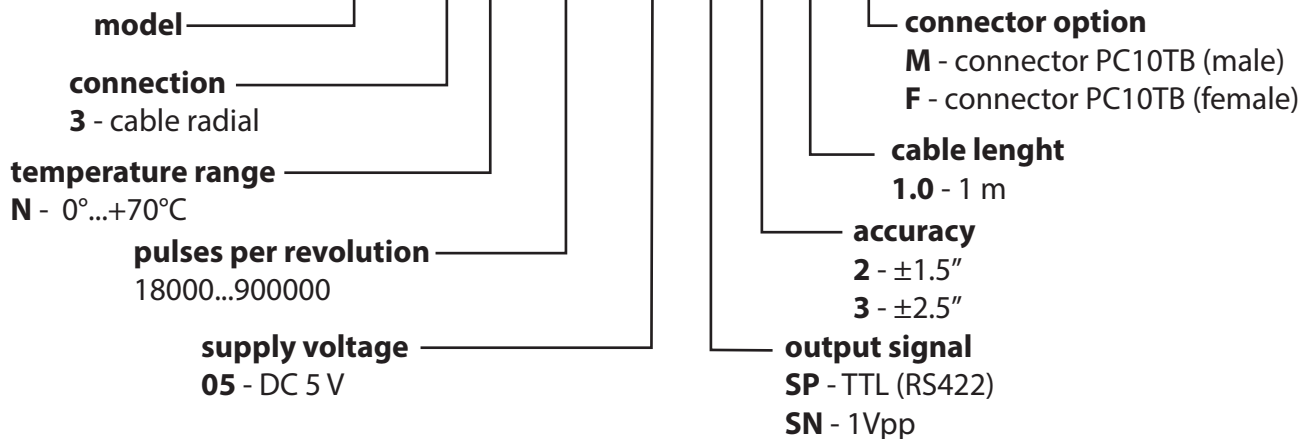 model
connection
3 - cable radial
temperature range
N - 0°...+70°C
pulses per revolution
18000...900000
supply voltage
05 - DC 5 V
connector option
M - connector PC10TB (male)
F - connector PC10TB (female)
cable lenght
1.0 - 1 m
accuracy
2 - ±1.5″
3 - ±2.5″
output signal
SP - TTL (RS422)
SN - 1Vpp